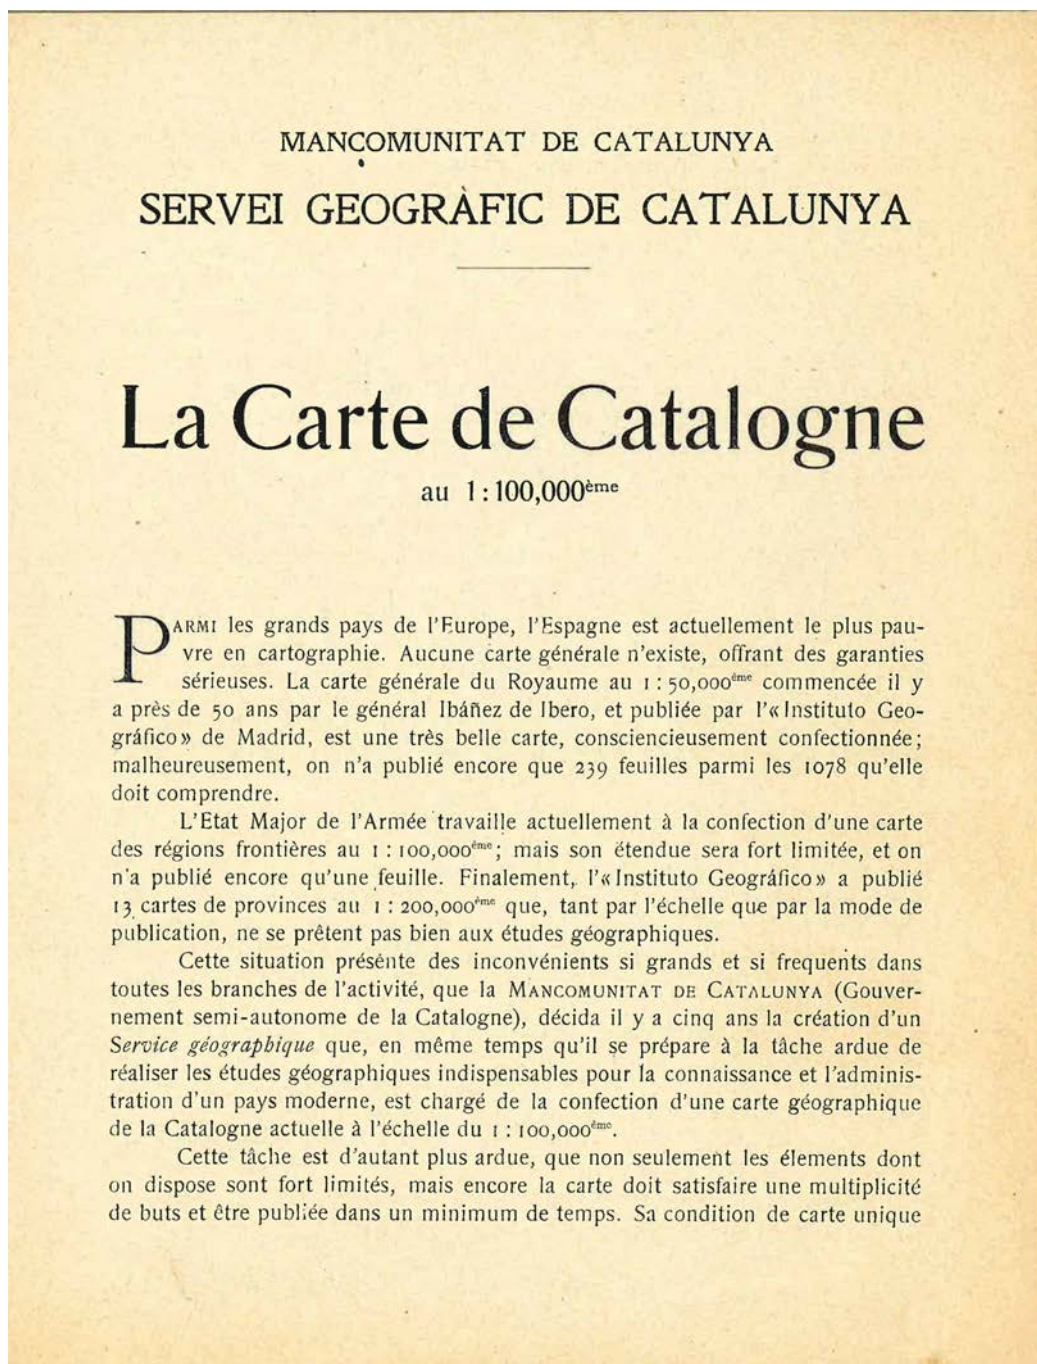 MANCOMUNITAT DE CATALUNYA
SERVEI GEOGRÀFIC DE CATALUNYA
La Carte de Catalogne
au 1 : 100,000ème
PARMI les grands pays de l'Europe, l'Espagne est actuellement le plus pau-
vre en cartographie. Aucune carte générale n'existe, offrant des garanties
sérieuses. La carte générale du Royaume au 1 : 50,000ème commencée il y
a près de 50 ans par le général Ibáñez de Ibero, et publiée par l'«Instituto Geo-
gráfico» de Madrid, est une très belle carte, consciencieusement confectionnée;
malheureusement, on n'a publié encore que 239 feuilles parmi les 1078 qu'elle
doit comprendre.
L'Etat Major de l'Armée travaille actuellement à la confection d'une carte
des régions frontières au 1 : 100,000ème; mais son étendue sera fort limitée, et on
n'a publié encore qu'une feuille. Finalement, l'«Instituto Geográfico» a publié
13 cartes de provinces au 1 : 200,000ème que, tant par l'échelle que par la mode de
publication, ne se prêtent pas bien aux études géographiques.
Cette situation présente des inconvénients si grands et si frequents dans
toutes les branches de l'activité, que la MANCOMUNITAT DE CATALUNYA (Gouver-
nement semi-autonome de la Catalogne), décida il y a cinq ans la création d'un
Service géographique que, en même temps qu'il se prépare à la tâche ardue de
réaliser les études géographiques indispensables pour la connaissance et l'adminis-
tration d'un pays moderne, est chargé de la confection d'une carte géographique
de la Catalogne actuelle à l'échelle du 1 : 100,000ème.
Cette tâche est d'autant plus ardue, que non seulement les élements dont
on dispose sont fort limités, mais encore la carte doit satisfaire une multiplicité
de buts et être publiée dans un minimum de temps. Sa condition de carte unique